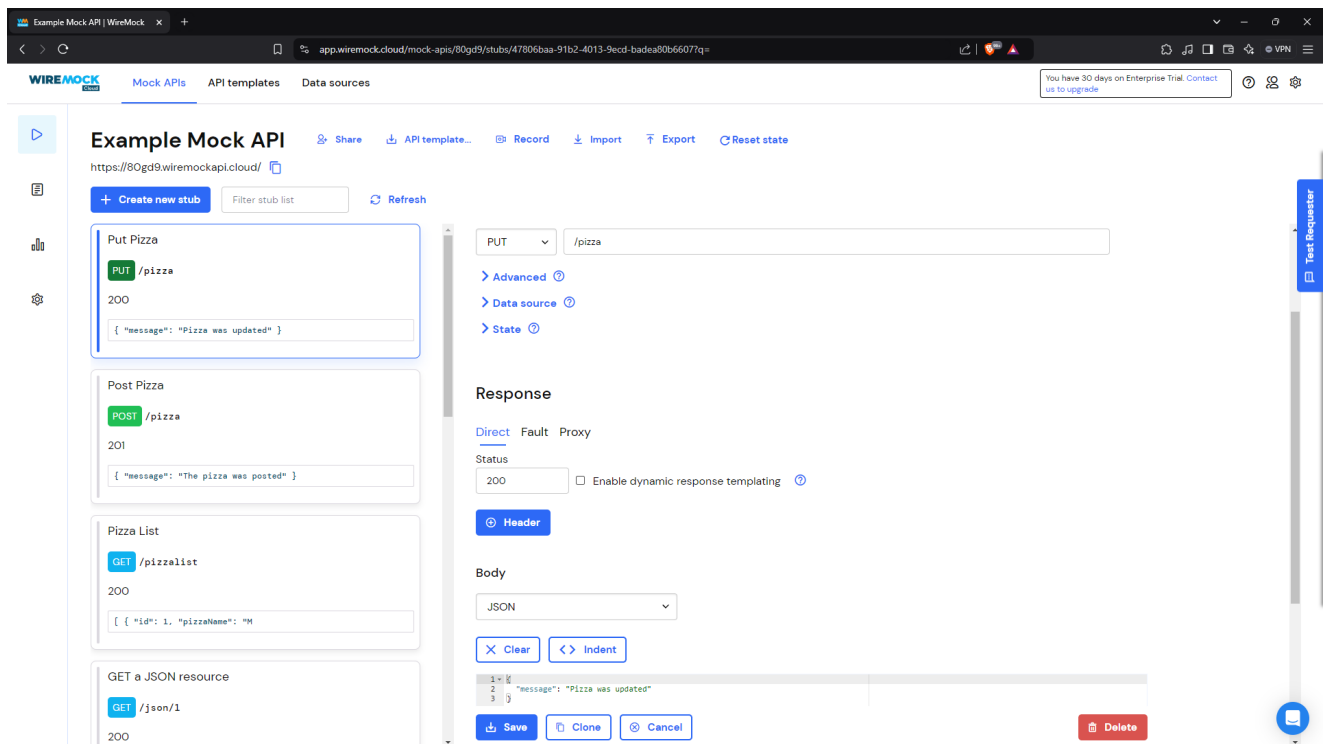 Example Mock API | WireMock
app.wiremock.cloud/mock-apis/80gd9/stubs/47806baa-91b2-4013-9ecd-badea80b6607?q=
VPN
WIREMOCK
Cloud
Mock APIs
API templates
Data sources
You have 30 days on Enterprise Trial. Contact
us to upgrade
Example Mock API
Share
API template...
Record
Import
Export
Reset state
https://80gd9.wiremockapi.cloud/
+ Create new stub
Filter stub list
Refresh
Test Requester
Put Pizza
PUT /pizza
200
{ "message": "Pizza was updated" }
Post Pizza
POST /pizza
201
{ "message": "The pizza was posted" }
Pizza List
GET /pizzalist
200
[ { "id": 1, "pizzaName": "M
GET a JSON resource
GET /json/1
200
PUT
/pizza
Advanced
Data source
State
Response
Direct Fault Proxy
Status
200
Enable dynamic response templating
Header
Body
JSON
Clear
Indent
1 {
2 "message": "Pizza was updated"
3 }
Save
Clone
Cancel
Delete